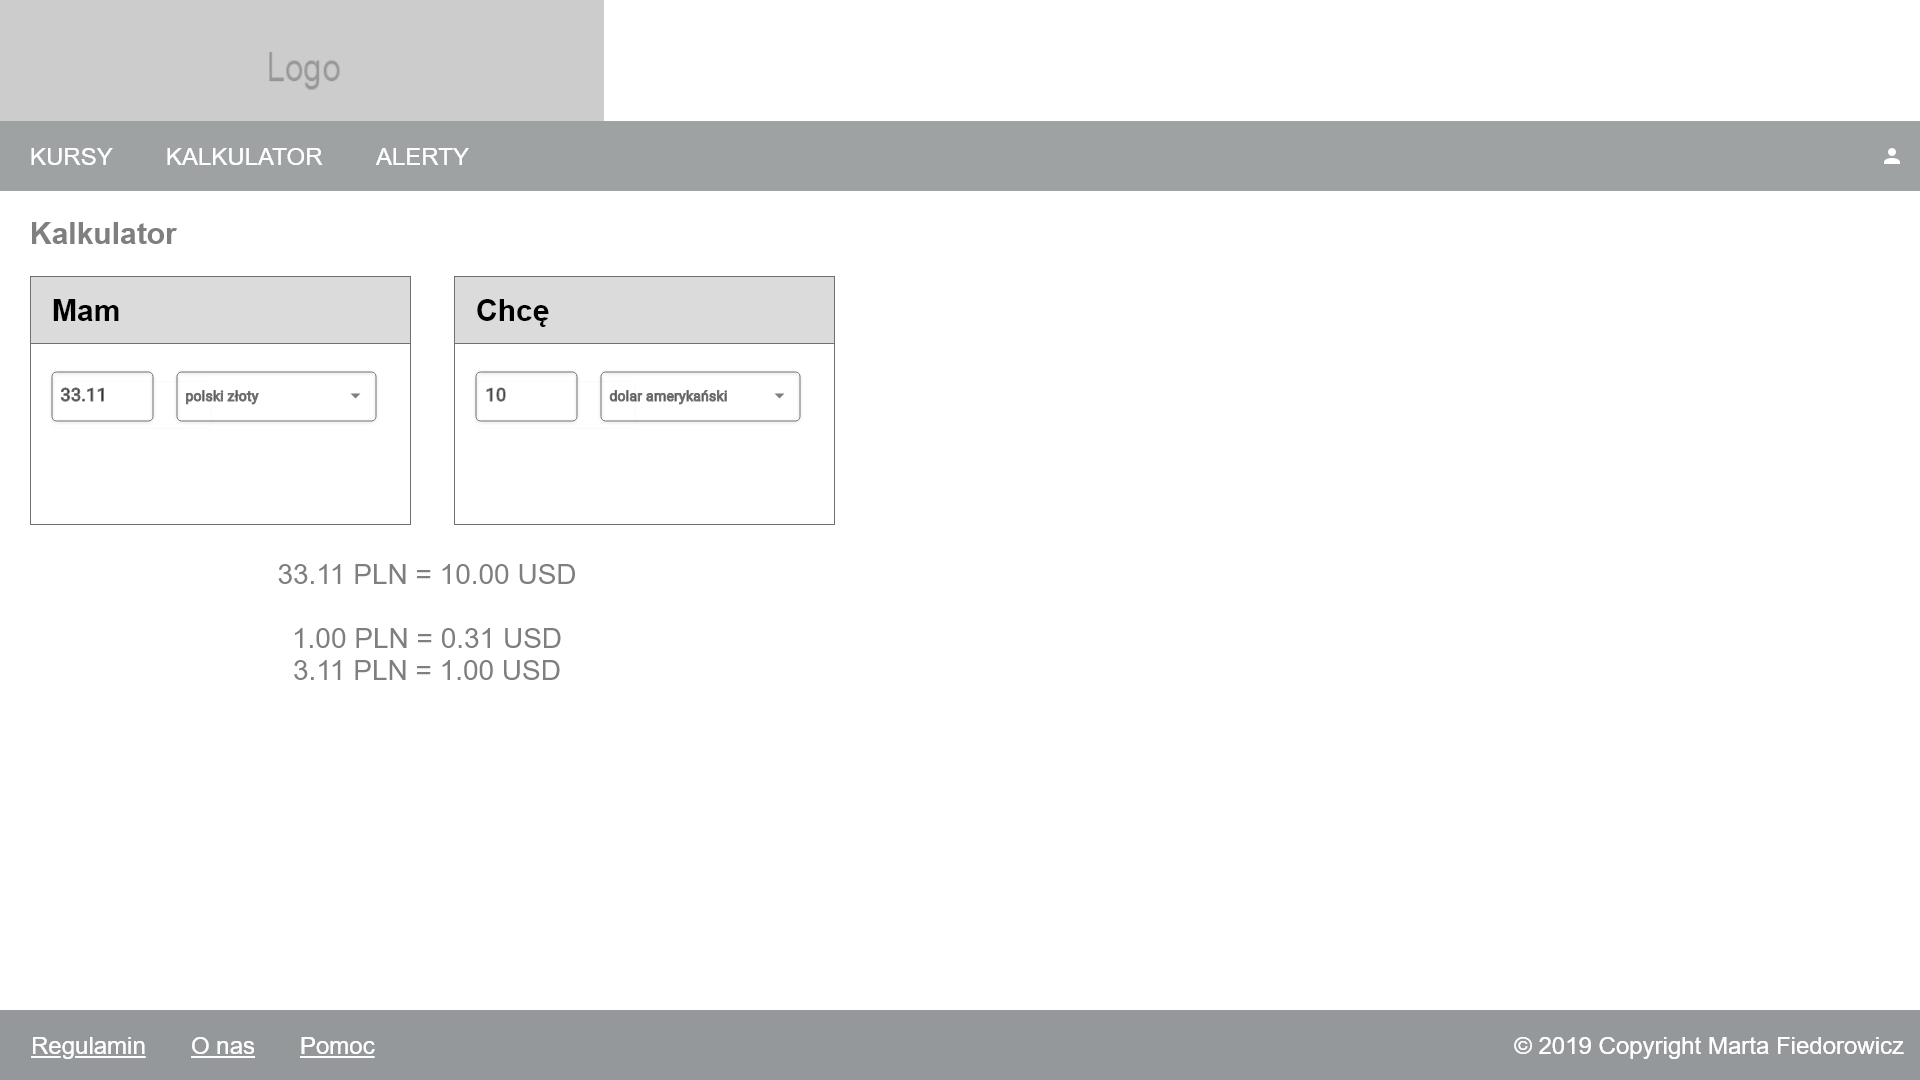 Logo
KURSY KALKULATOR ALERTY
Kalkulator
Mam
33.11 polski złoty
Chcę
10 dolar amerykański
33.11 PLN = 10.00 USD
1.00 PLN = 0.31 USD
3.11 PLN = 1.00 USD
Regulamin O nas Pomoc
© 2019 Copyright Marta Fiedorowicz